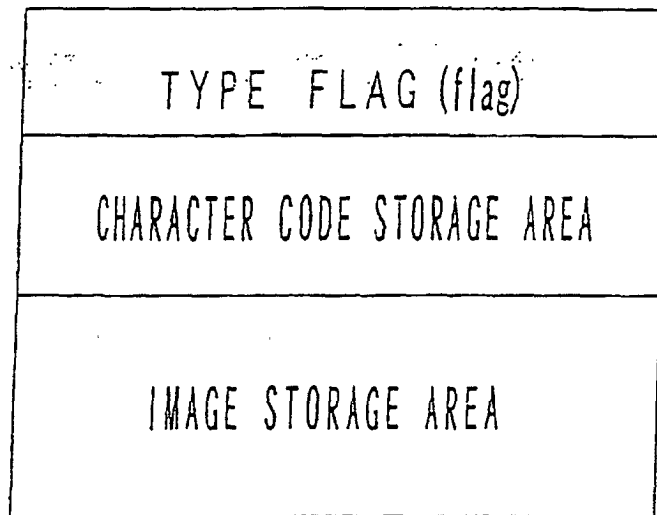 TYPE FLAG (flag)
CHARACTER CODE STORAGE AREA
IMAGE STORAGE AREA